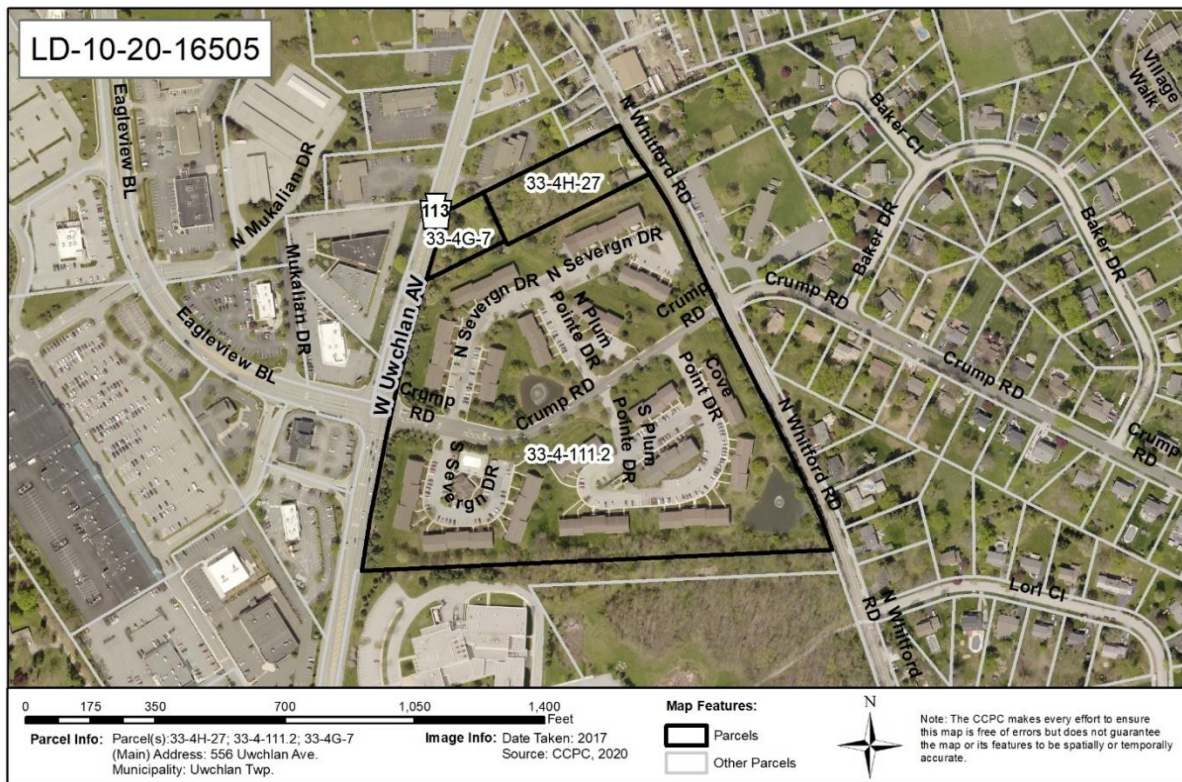 LD-10-20-16505
Eagleview BL
N Mukalian DR
Mukalian DR
Eagleview BL
W Uwchlan AV
113
33-4G-7
33-4H-27
N Whitford RD
Baker CI
Village
Walk
Baker DR
Baker DR
N Severgn DR
N Severgn DR
N Plum
Pointe DR
Crump
RD
Crump RD
Crump RD
Crump
RD
Crump
RD
Crump RD
Cove
Point DR
S Plum
Pointe DR
S Severgn DR
33-4-111.2
N Whitford RD
N Whitford
RD
Lorl CI
0 175 350 700 1,050 1,400
Feet
Parcel Info: Parcel(s):33-4H-27; 33-4-111.2; 33-4G-7
(Main) Address: 556 Uwchlan Ave.
Municipality: Uwchlan Twp.
Image Info: Date Taken: 2017
Source: CCPC, 2020
Map Features:
Parcels
Other Parcels
N
Note: The CCPC makes every effort to ensure
this map is free of errors but does not guarantee
the map or its features to be spatially or temporally
accurate.